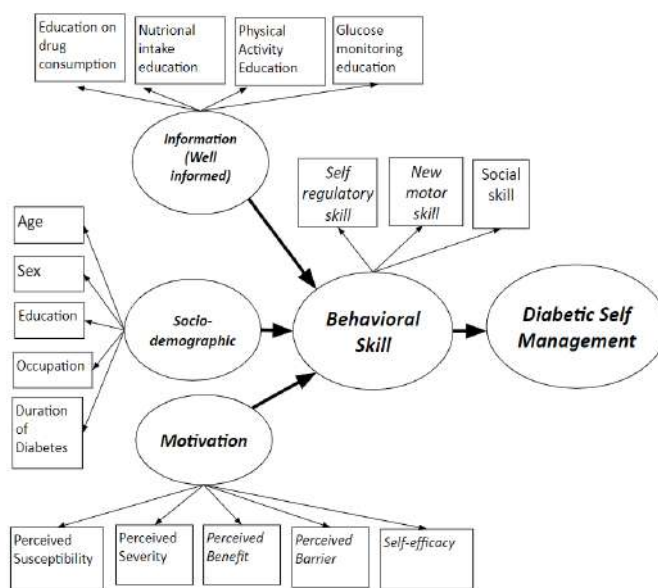 Education on
drug
consumption
Nutrional
intake
education
Physical
Activity
Education
Glucose
monitoring
education
Information
(Well
informed)
Self
regulatory
skill
New
motor
skill
Social
skill
Age
Sex
Education
Occupation
Duration
of
Diabetes
Socio-
demographic
Behavioral
Skill
Diabetic Self
Management
Motivation
Perceived
Susceptibility
Perceived
Severity
Perceived
Benefit
Perceived
Barrier
Self-efficacy